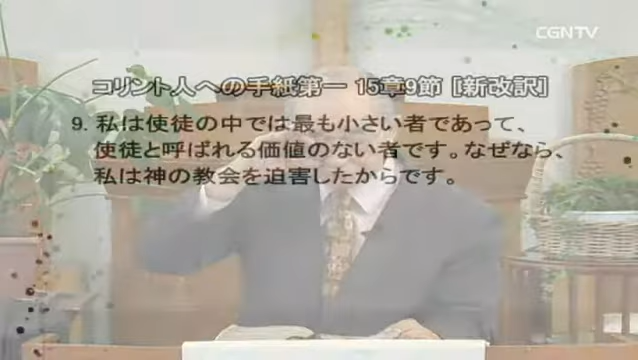 CGNTV
コリント人への手紙第一 15章9節 [新改訳]
9. 私は使徒の中では最も小さい者であって、
使徒と呼ばれる価値のない者です。なぜなら、
私は神の教会を迫害したからです。